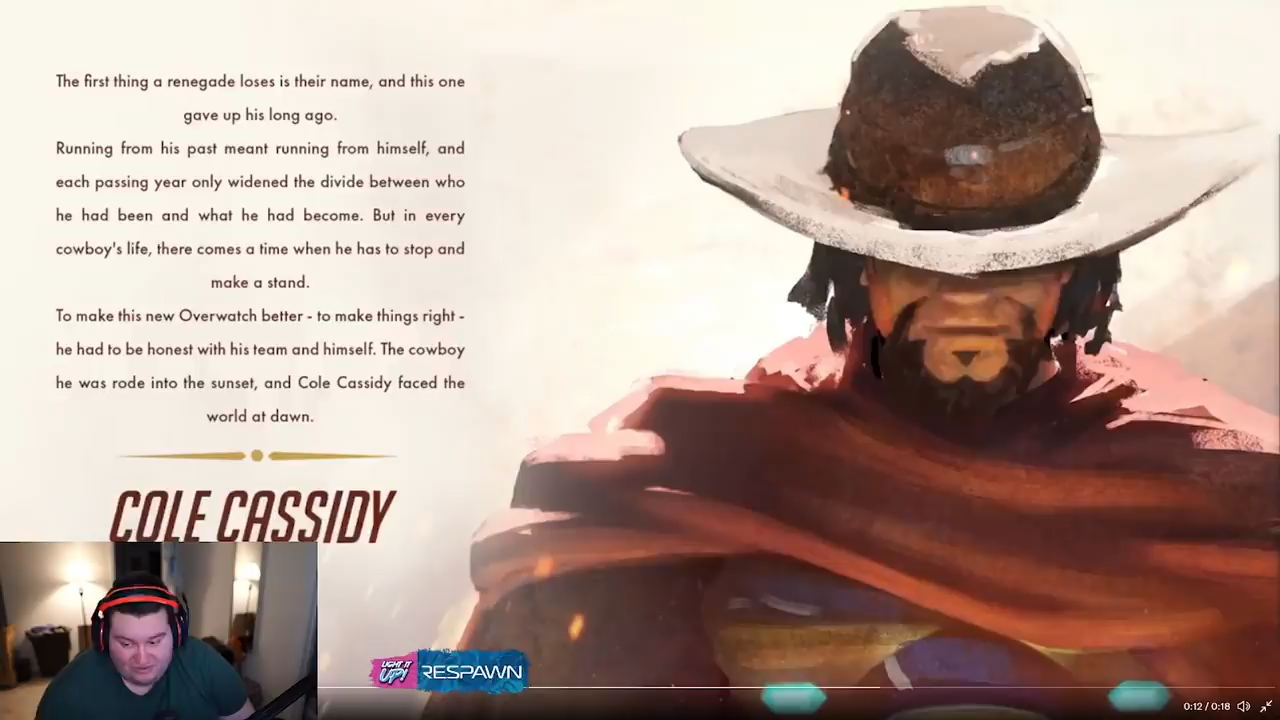 The first thing a renegade loses is their name, and this one
gave up his long ago.
Running from his past meant running from himself, and
each passing year only widened the divide between who
he had been and what he had become. But in every
cowboy's life, there comes a time when he has to stop and
make a stand.
To make this new Overwatch better - to make things right -
he had to be honest with his team and himself. The cowboy
he was rode into the sunset, and Cole Cassidy faced the
world at dawn.
COLE CASSIDY
LIGHT IT
UP!
RESPAWN
0:12 / 0:18